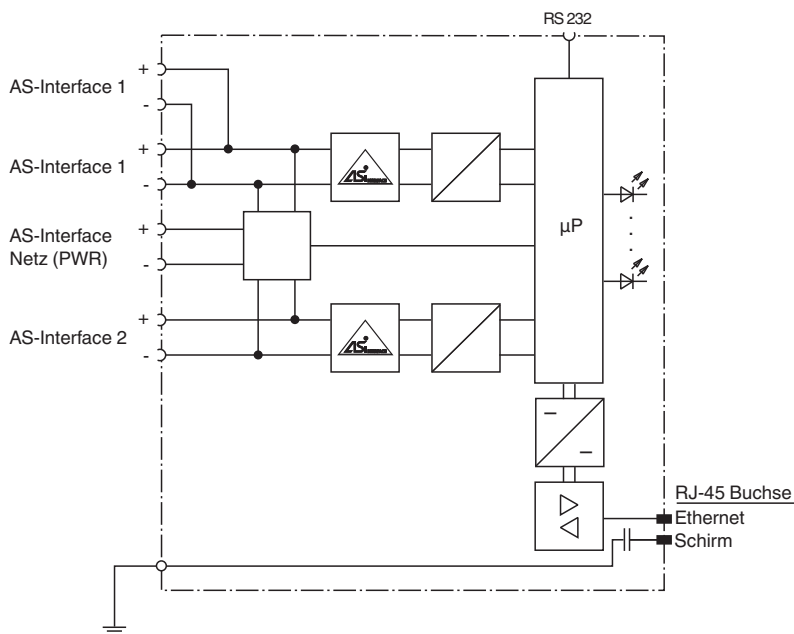 RS 232
AS-Interface 1
+
-
AS-Interface 1
+
-
AS-Interface
Netz (PWR)
+
-
AS-Interface 2
+
-
µP
RJ-45 Buchse
Ethernet
Schirm